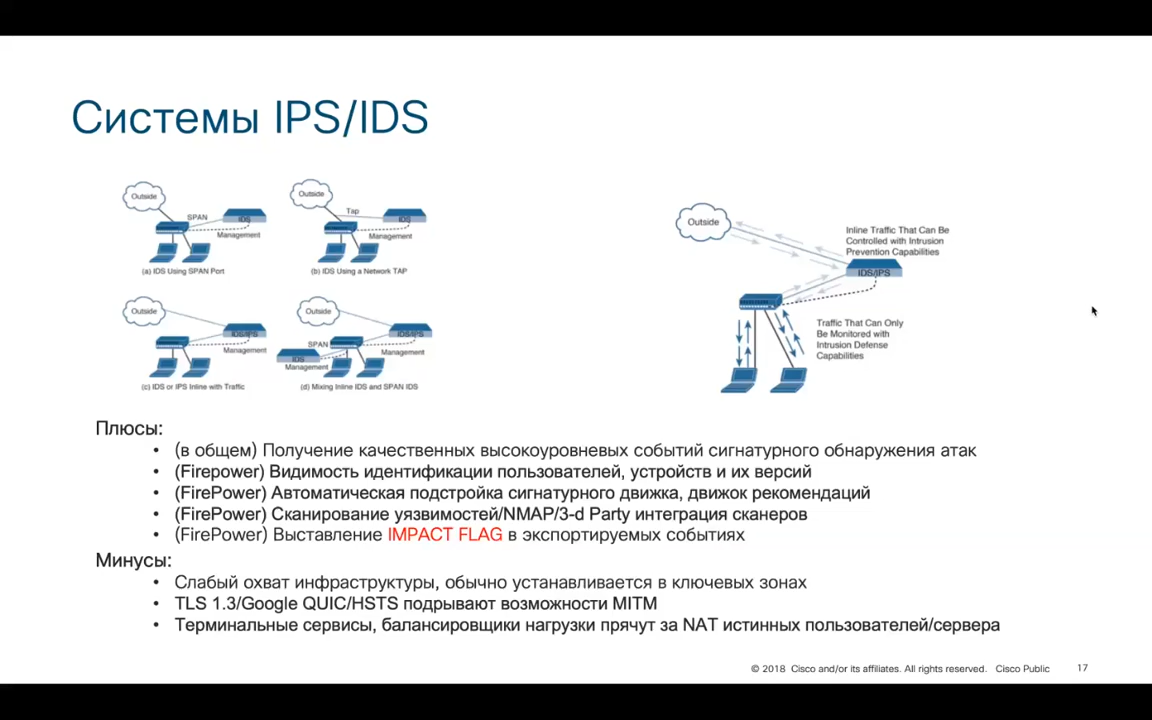 Системы IPS/IDS
Outside
SPAN
IDS
Management
(a) IDS Using SPAN Port
Outside
Tap
IDS
Management
(b) IDS Using a Network TAP
Outside
IDS/IPS
Management
(c) IDS or IPS Inline with Traffic
Outside
SPAN
IDS/IPS
IDS
Management
Management
(d) Mixing Inline IDS and SPAN IDS
Outside
Inline Traffic That Can Be
Controlled with Intrusion
Prevention Capabilities
IDS/IPS
Traffic That Can Only
Be Monitored with
Intrusion Defense
Capabilities
Плюсы:
• (в общем) Получение качественных высокоуровневых событий сигнатурного обнаружения атак
• (Firepower) Видимость идентификации пользователей, устройств и их версий
• (FirePower) Автоматическая подстройка сигнатурного движка, движок рекомендаций
• (FirePower) Сканирование уязвимостей/NMAP/3-d Party интеграция сканеров
• (FirePower) Выставление IMPACT FLAG в экспортируемых событиях
Минусы:
• Слабый охват инфраструктуры, обычно устанавливается в ключевых зонах
• TLS 1.3/Google QUIC/HSTS подрывают возможности MITM
• Терминальные сервисы, балансировщики нагрузки прячут за NAT истинных пользователей/сервера
© 2018 Cisco and/or its affiliates. All rights reserved. Cisco Public 17